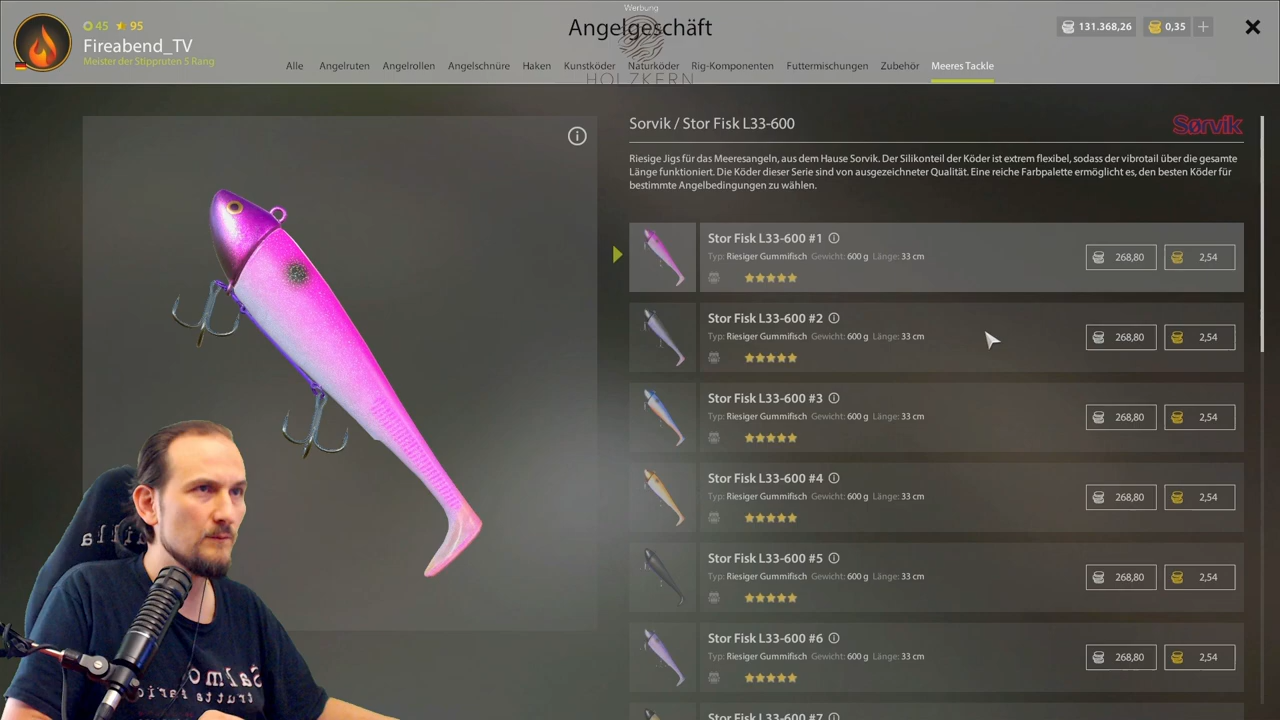 Werbung
45 95
Fireabend_TV
Meister der Stippruten 5 Rang
Angelgeschäft
HOLZKERN
131.368,26 0,35 +
Alle Angelruten Angelrollen Angelschnüre Haken Kunstköder Naturköder Rig-Komponenten Futtermischungen Zubehör Meeres Tackle
Sorvik / Stor Fisk L33-600
Sørvik
Riesige Jigs für das Meeresangeln, aus dem Hause Sorvik. Der Silikonteil der Köder ist extrem flexibel, sodass der vibrotail über die gesamte
Länge funktioniert. Die Köder dieser Serie sind von ausgezeichneter Qualität. Eine reiche Farbpalette ermöglicht es, den besten Köder für
bestimmte Angelbedingungen zu wählen.
Stor Fisk L33-600 #1
Typ: Riesiger Gummifisch Gewicht: 600 g Länge: 33 cm
268,80 2,54
Stor Fisk L33-600 #2
Typ: Riesiger Gummifisch Gewicht: 600 g Länge: 33 cm
268,80 2,54
Stor Fisk L33-600 #3
Typ: Riesiger Gummifisch Gewicht: 600 g Länge: 33 cm
268,80 2,54
Stor Fisk L33-600 #4
Typ: Riesiger Gummifisch Gewicht: 600 g Länge: 33 cm
268,80 2,54
Stor Fisk L33-600 #5
Typ: Riesiger Gummifisch Gewicht: 600 g Länge: 33 cm
268,80 2,54
Stor Fisk L33-600 #6
Typ: Riesiger Gummifisch Gewicht: 600 g Länge: 33 cm
268,80 2,54
Stor Fisk L33-600 #7
Salmo
trutta fario